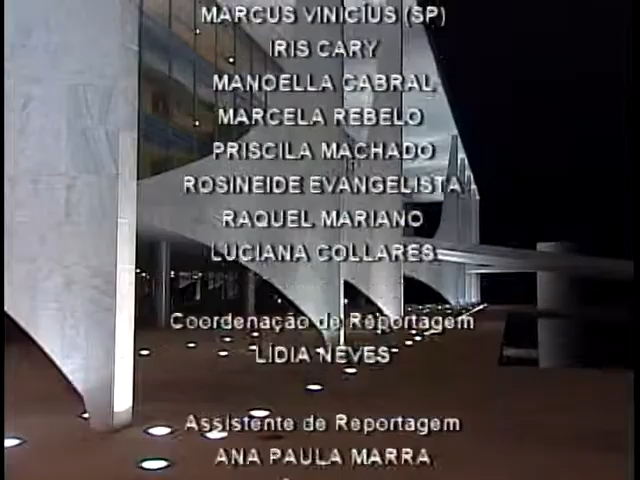 MARCUS VINICIUS (SP)
IRIS CARY
MANOELLA CABRAL
MARCELA REBELO
PRISCILA MACHADO
ROSINEIDE EVANGELISTA
RAQUEL MARIANO
LUCIANA COLLARES
Coordenação de Reportagem
LÍDIA NEVES
Assistente de Reportagem
ANA PAULA MARRA